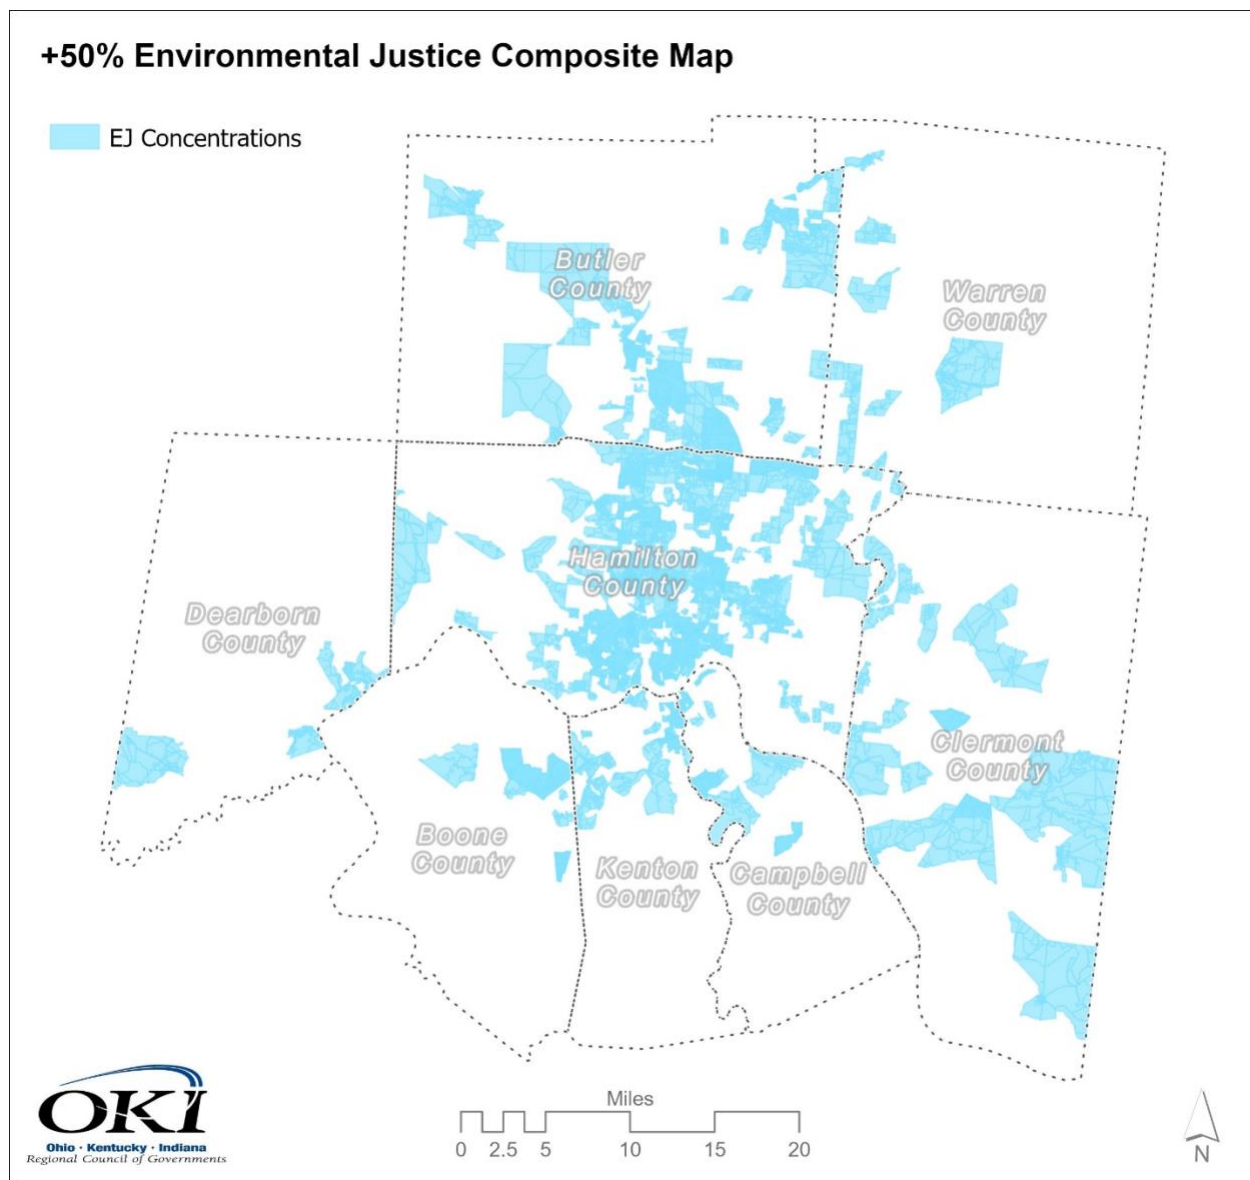 +50% Environmental Justice Composite Map
EJ Concentrations
Butler
County
Warren
County
Hamilton
County
Dearborn
County
Clermont
County
Boone
County
Kenton
County
Campbell
County
OKI
Ohio · Kentucky · Indiana
Regional Council of Governments
Miles
0 2.5 5 10 15 20
N